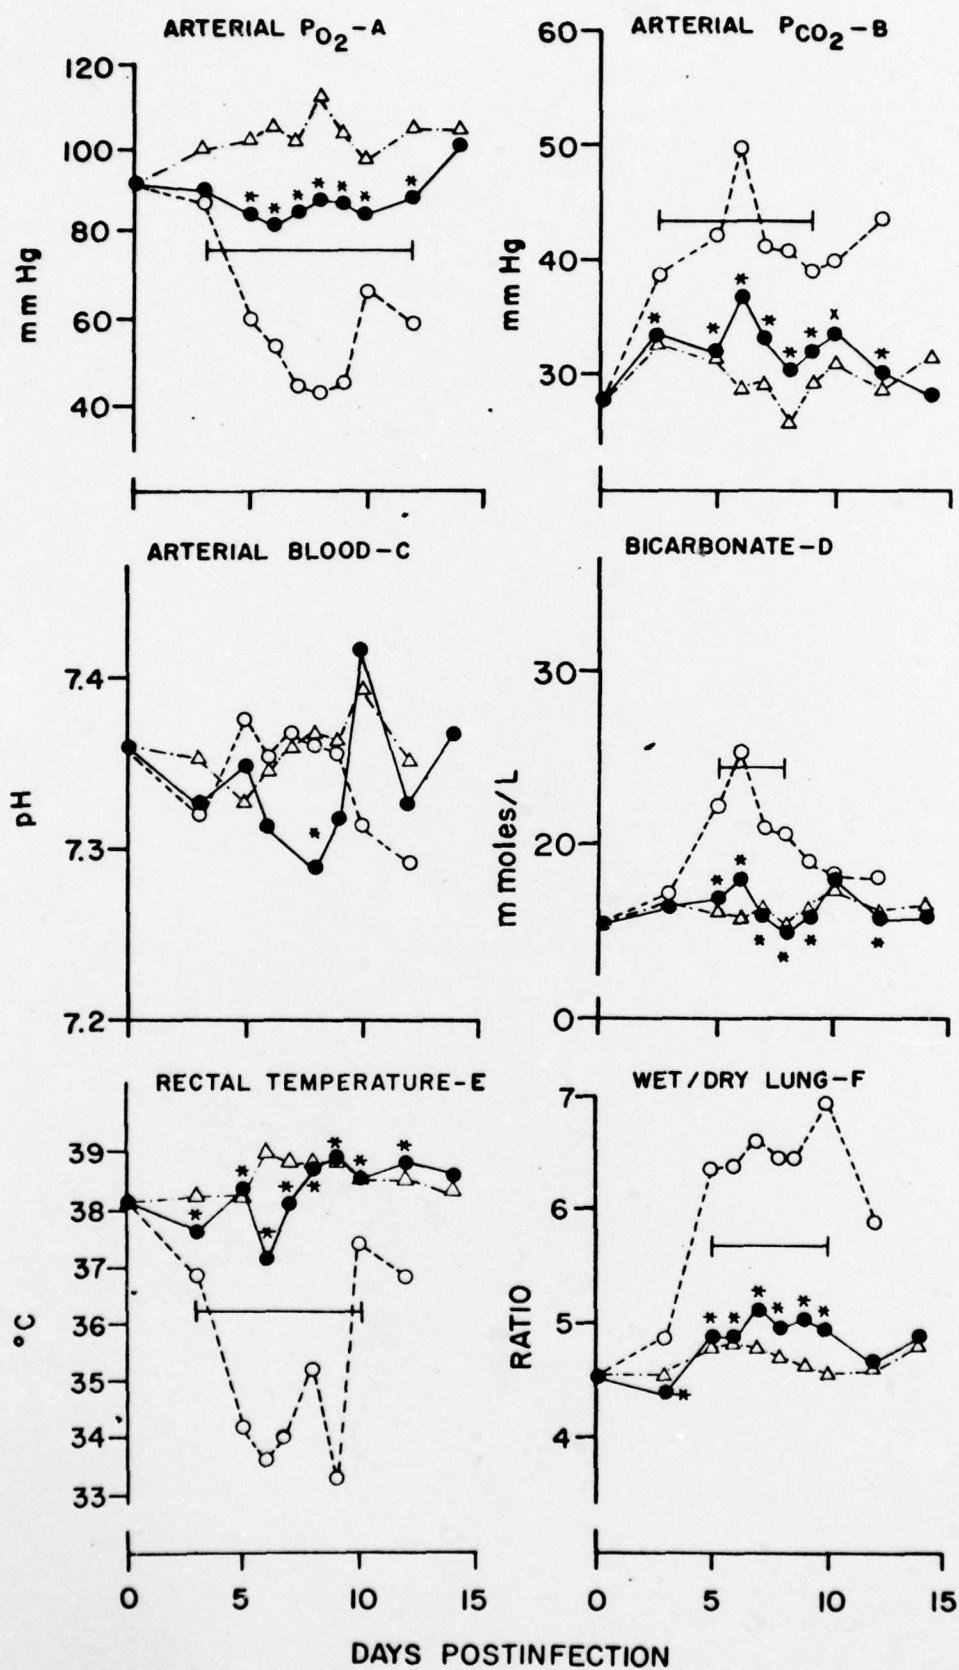 ARTERIAL PO2-A
120
100
80
60
40
mm Hg
* * * * * * *
ARTERIAL PCO2-B
60
50
40
30
mm Hg
* * * * * * x *
ARTERIAL BLOOD-C
7.4
7.3
7.2
pH
*
BICARBONATE-D
30
20
0
m moles/L
* * * * * *
RECTAL TEMPERATURE-E
39
38
37
36
35
34
33
°C
* * * * * * * *
0 5 10 15
WET/DRY LUNG-F
7
6
5
4
RATIO
* * * * * * *
0 5 10 15
DAYS POSTINFECTION